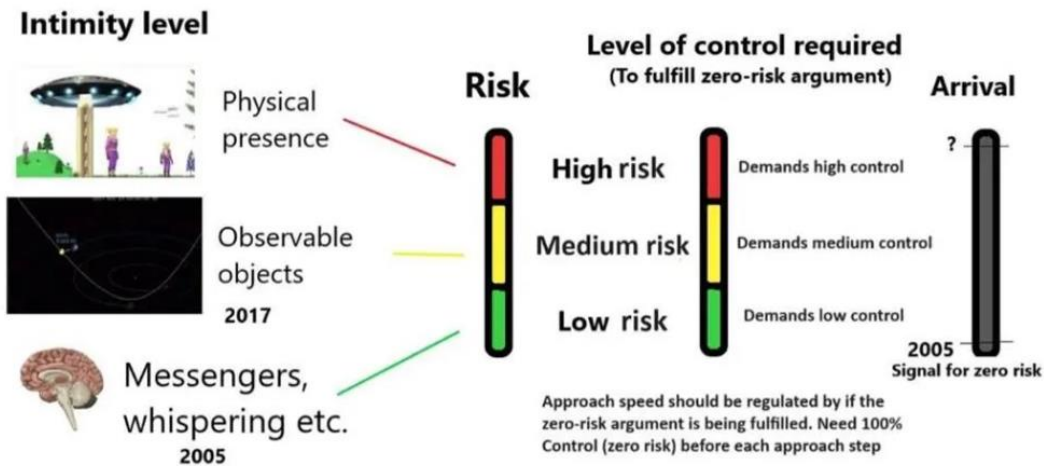 Intimity level
Physical
presence
Observable
objects
2017
Messengers,
whispering etc.
2005
Risk
High risk
Medium risk
Low risk
Level of control required
(To fulfill zero-risk argument)
Demands high control
Demands medium control
Demands low control
Approach speed should be regulated by if the
zero-risk argument is being fulfilled. Need 100%
Control (zero risk) before each approach step
Arrival
?
2005
Signal for zero risk